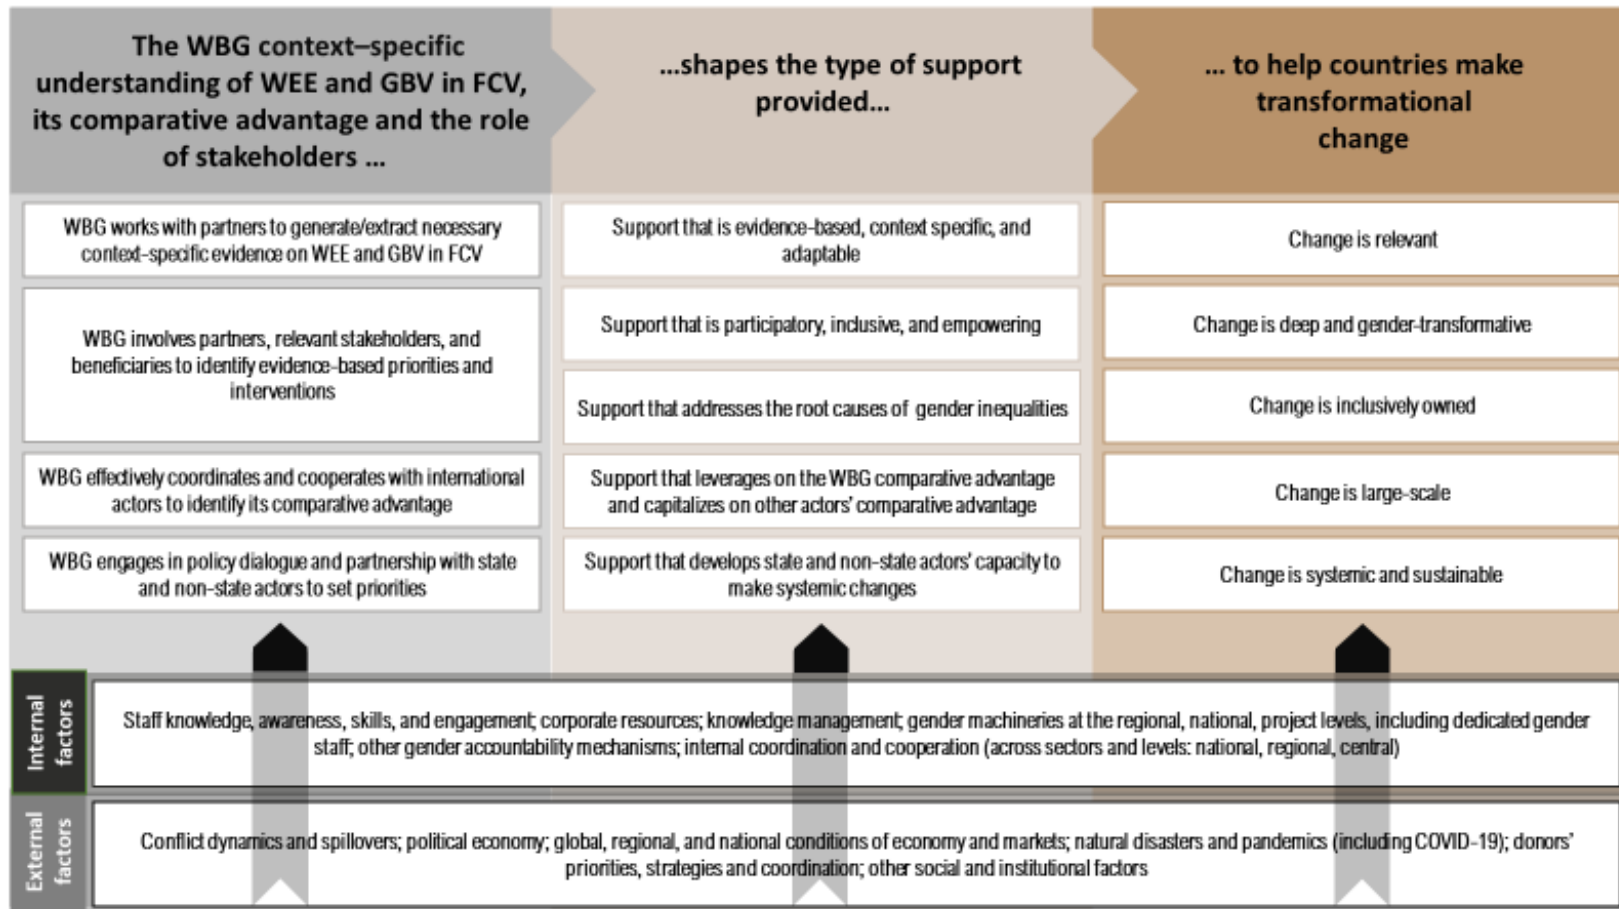 The WBG context–specific
understanding of WEE and GBV in FCV,
its comparative advantage and the role
of stakeholders ...
...shapes the type of support
provided...
... to help countries make
transformational
change
WBG works with partners to generate/extract necessary
context-specific evidence on WEE and GBV in FCV
WBG involves partners, relevant stakeholders, and
beneficiaries to identify evidence-based priorities and
interventions
WBG effectively coordinates and cooperates with international
actors to identify its comparative advantage
WBG engages in policy dialogue and partnership with state
and non-state actors to set priorities
Support that is evidence-based, context specific, and
adaptable
Support that is participatory, inclusive, and empowering
Support that addresses the root causes of gender inequalities
Support that leverages on the WBG comparative advantage
and capitalizes on other actors' comparative advantage
Support that develops state and non-state actors' capacity to
make systemic changes
Change is relevant
Change is deep and gender-transformative
Change is inclusively owned
Change is large-scale
Change is systemic and sustainable
Internal
factors
Staff knowledge, awareness, skills, and engagement; corporate resources; knowledge management; gender machineries at the regional, national, project levels, including dedicated gender
staff; other gender accountability mechanisms; internal coordination and cooperation (across sectors and levels: national, regional, central)
External
factors
Conflict dynamics and spillovers; political economy; global, regional, and national conditions of economy and markets; natural disasters and pandemics (including COVID-19); donors'
priorities, strategies and coordination; other social and institutional factors